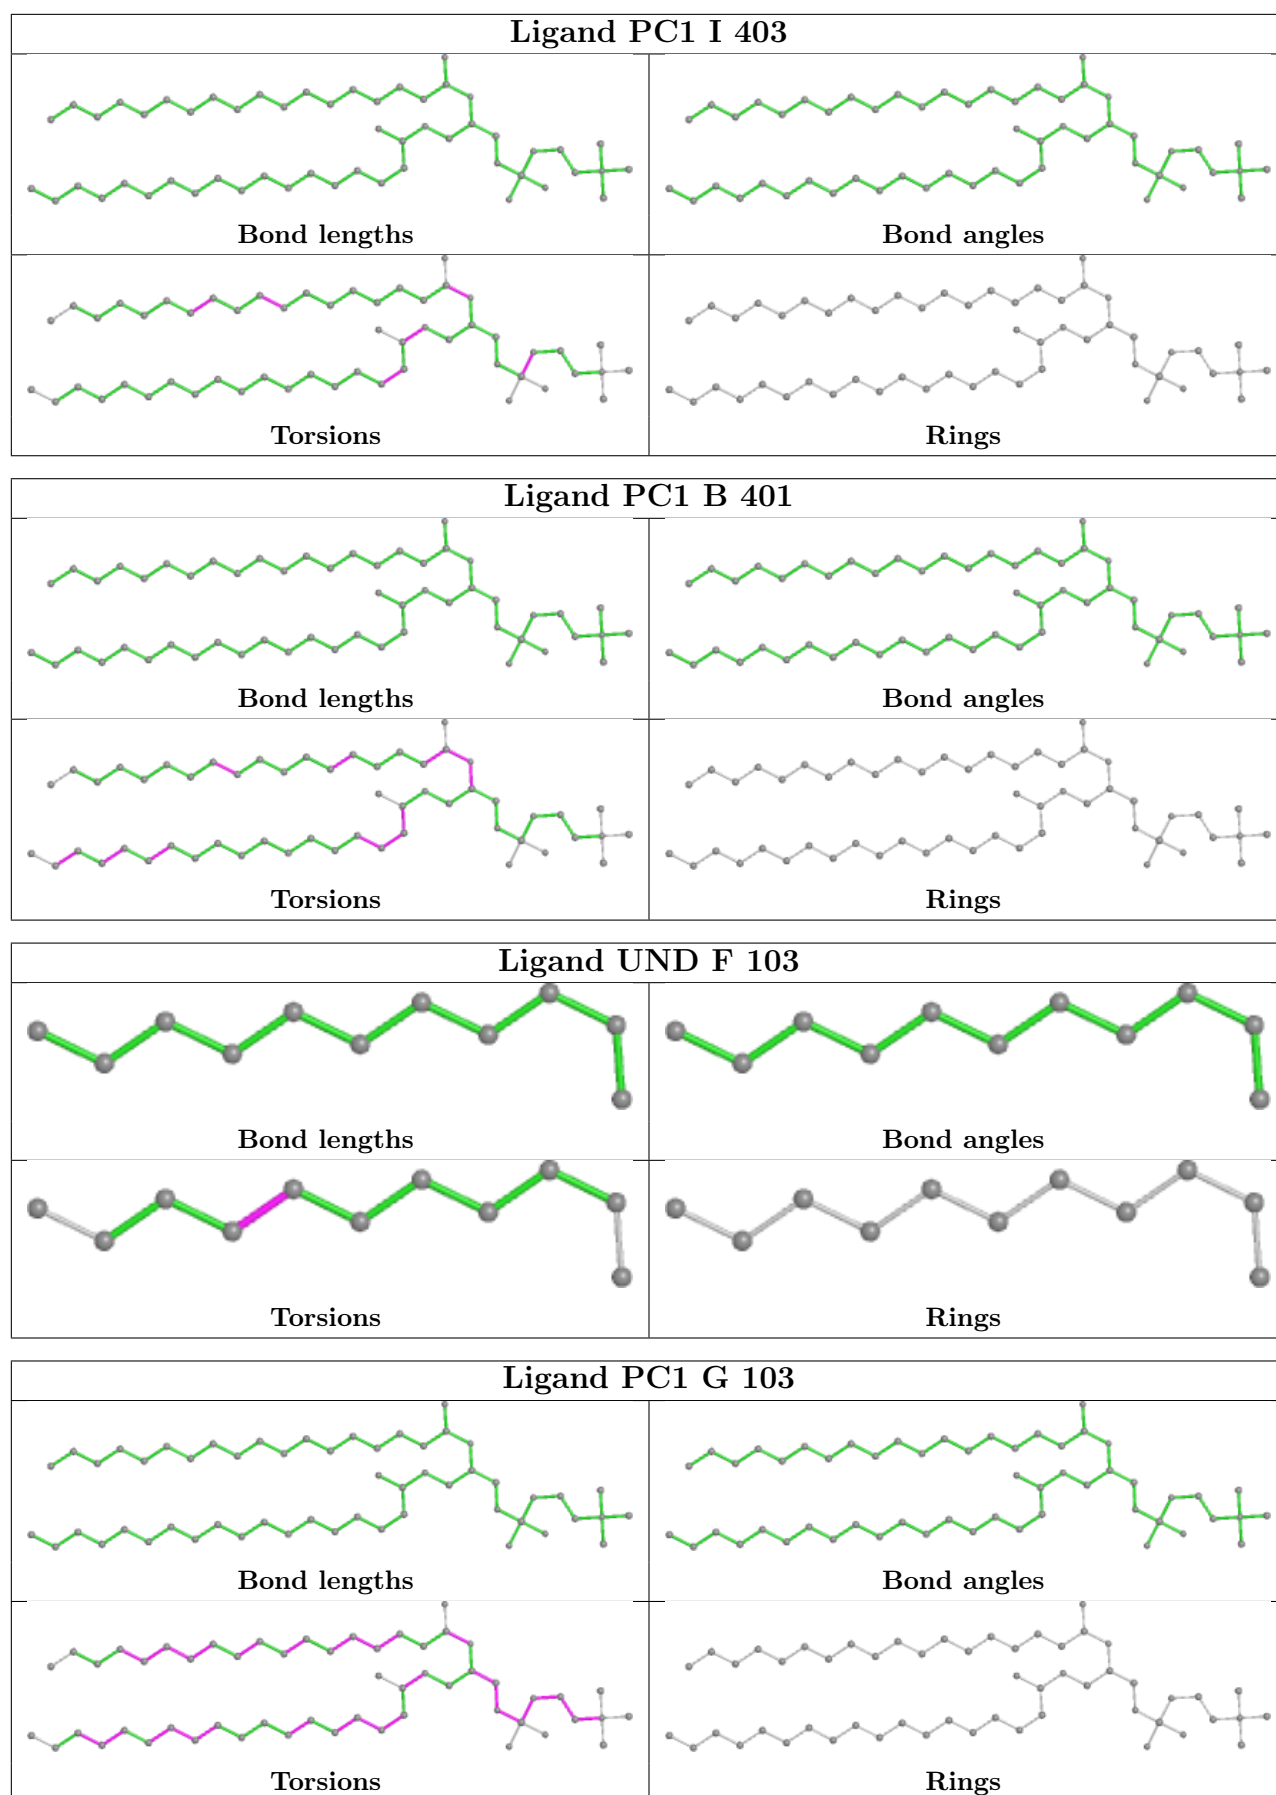 Ligand PC1 I 403
Bond lengths
Bond angles
Torsions
Rings
Ligand PC1 B 401
Bond lengths
Bond angles
Torsions
Rings
Ligand UND F 103
Bond lengths
Bond angles
Torsions
Rings
Ligand PC1 G 103
Bond lengths
Bond angles
Torsions
Rings